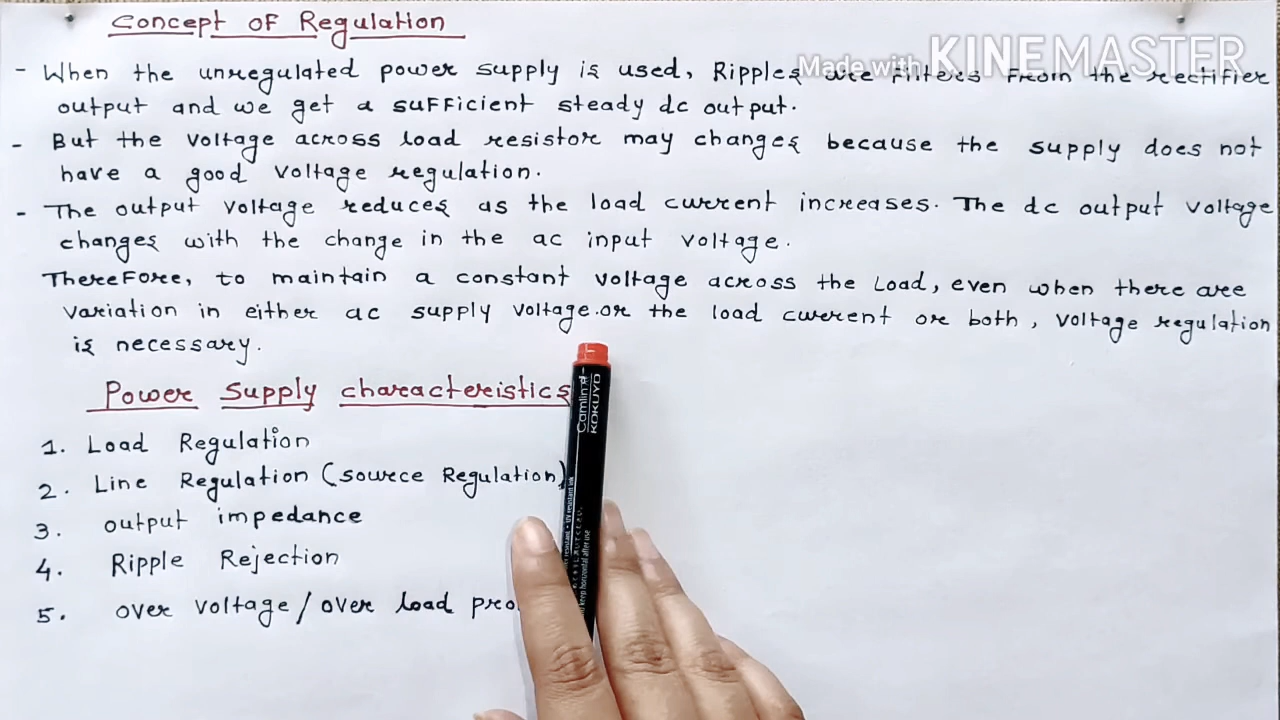 Concept of Regulation
Made with KINEMASTER
- When the unregulated power supply is used, Ripples are filters from the rectifier
output and we get a sufficient steady dc output.
- But the voltage across load resistor may changes because the supply does not
have a good voltage regulation.
- The output voltage reduces as the load current increases. The dc output voltage
changes with the change in the ac input voltage.
Therefore, to maintain a constant voltage across the Load, even when there are
variation in either ac supply voltage.or the load current or both, voltage regulation
is necessary.
Power Supply characteristics
1. Load Regulation
2. Line Regulation (source Regulation)
3. output impedance
4. Ripple Rejection
5. over voltage/over load
Camlin
KOKUYO